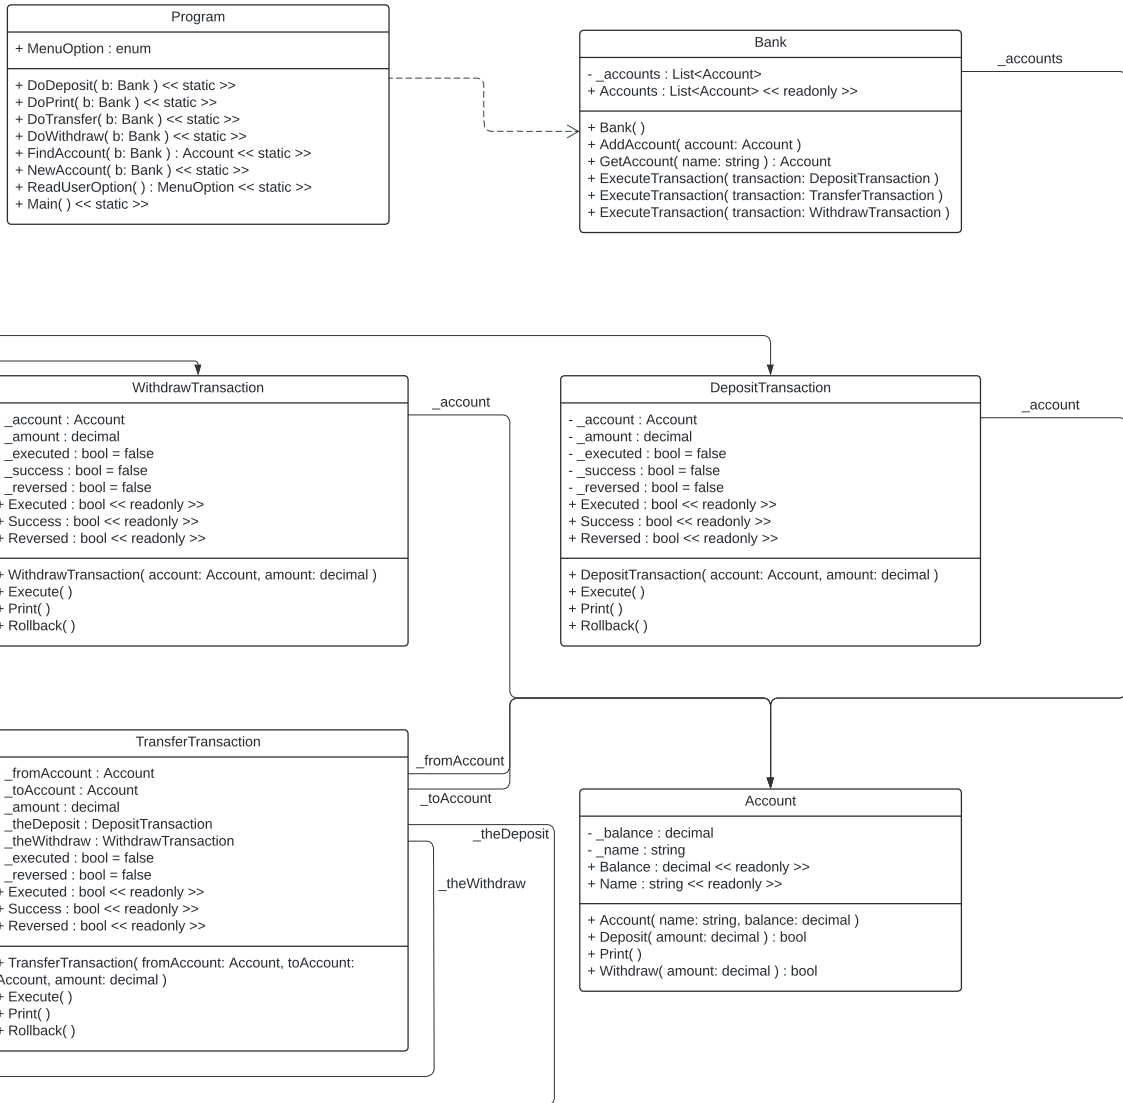 Program
+ MenuOption : enum
+ DoDeposit( b: Bank ) << static >>
+ DoPrint( b: Bank ) << static >>
+ DoTransfer( b: Bank ) << static >>
+ DoWithdraw( b: Bank ) << static >>
+ FindAccount( b: Bank ) : Account << static >>
+ NewAccount( b: Bank ) << static >>
+ ReadUserOption( ) : MenuOption << static >>
+ Main( ) << static >>
Bank
- _accounts : List<Account>
+ Accounts : List<Account> << readonly >>
+ Bank( )
+ AddAccount( account: Account )
+ GetAccount( name: string ) : Account
+ ExecuteTransaction( transaction: DepositTransaction )
+ ExecuteTransaction( transaction: TransferTransaction )
+ ExecuteTransaction( transaction: WithdrawTransaction )
_accounts
WithdrawTransaction
_account : Account
_amount : decimal
_executed : bool = false
_success : bool = false
_reversed : bool = false
+ Executed : bool << readonly >>
+ Success : bool << readonly >>
+ Reversed : bool << readonly >>
+ WithdrawTransaction( account: Account, amount: decimal )
+ Execute( )
+ Print( )
+ Rollback( )
_account
DepositTransaction
- _account : Account
- _amount : decimal
- _executed : bool = false
- _success : bool = false
- _reversed : bool = false
+ Executed : bool << readonly >>
+ Success : bool << readonly >>
+ Reversed : bool << readonly >>
+ DepositTransaction( account: Account, amount: decimal )
+ Execute( )
+ Print( )
+ Rollback( )
_account
TransferTransaction
_fromAccount : Account
_toAccount : Account
_amount : decimal
_theDeposit : DepositTransaction
_theWithdraw : WithdrawTransaction
_executed : bool = false
_reversed : bool = false
+ Executed : bool << readonly >>
+ Success : bool << readonly >>
+ Reversed : bool << readonly >>
+ TransferTransaction( fromAccount: Account, toAccount:
Account, amount: decimal )
+ Execute( )
+ Print( )
+ Rollback( )
_fromAccount
_toAccount
_theDeposit
_theWithdraw
Account
- _balance : decimal
- _name : string
+ Balance : decimal << readonly >>
+ Name : string << readonly >>
+ Account( name: string, balance: decimal )
+ Deposit( amount: decimal ) : bool
+ Print( )
+ Withdraw( amount: decimal ) : bool